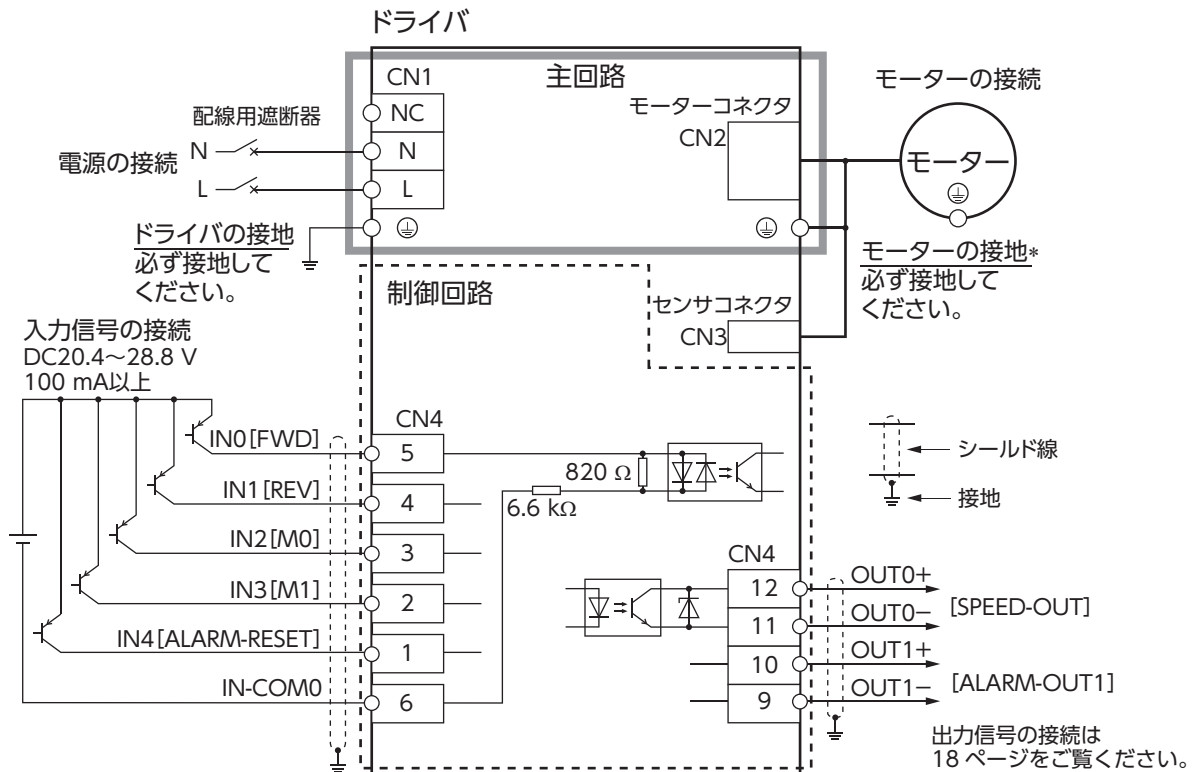 ドライバ
CN1
主回路
NC
N
L
配線用遮断器
電源の接続
N
L
ドライバの接地
必ず接地して
ください。
モーターコネクタ
CN2
モーターの接続
モーター
モーターの接地*
必ず接地して
ください。
制御回路
センサコネクタ
CN3
入力信号の接続
DC20.4~28.8 V
100 mA以上
CN4
IN0[FWD]
5
IN1[REV]
4
IN2[M0]
3
IN3[M1]
2
IN4[ALARM-RESET]
1
IN-COM0
6
820 Ω
6.6 kΩ
シールド線
接地
CN4
12
OUT0+
11
OUT0−
[SPEED-OUT]
10
OUT1+
9
OUT1−
[ALARM-OUT1]
出力信号の接続は
18 ページをご覧ください。